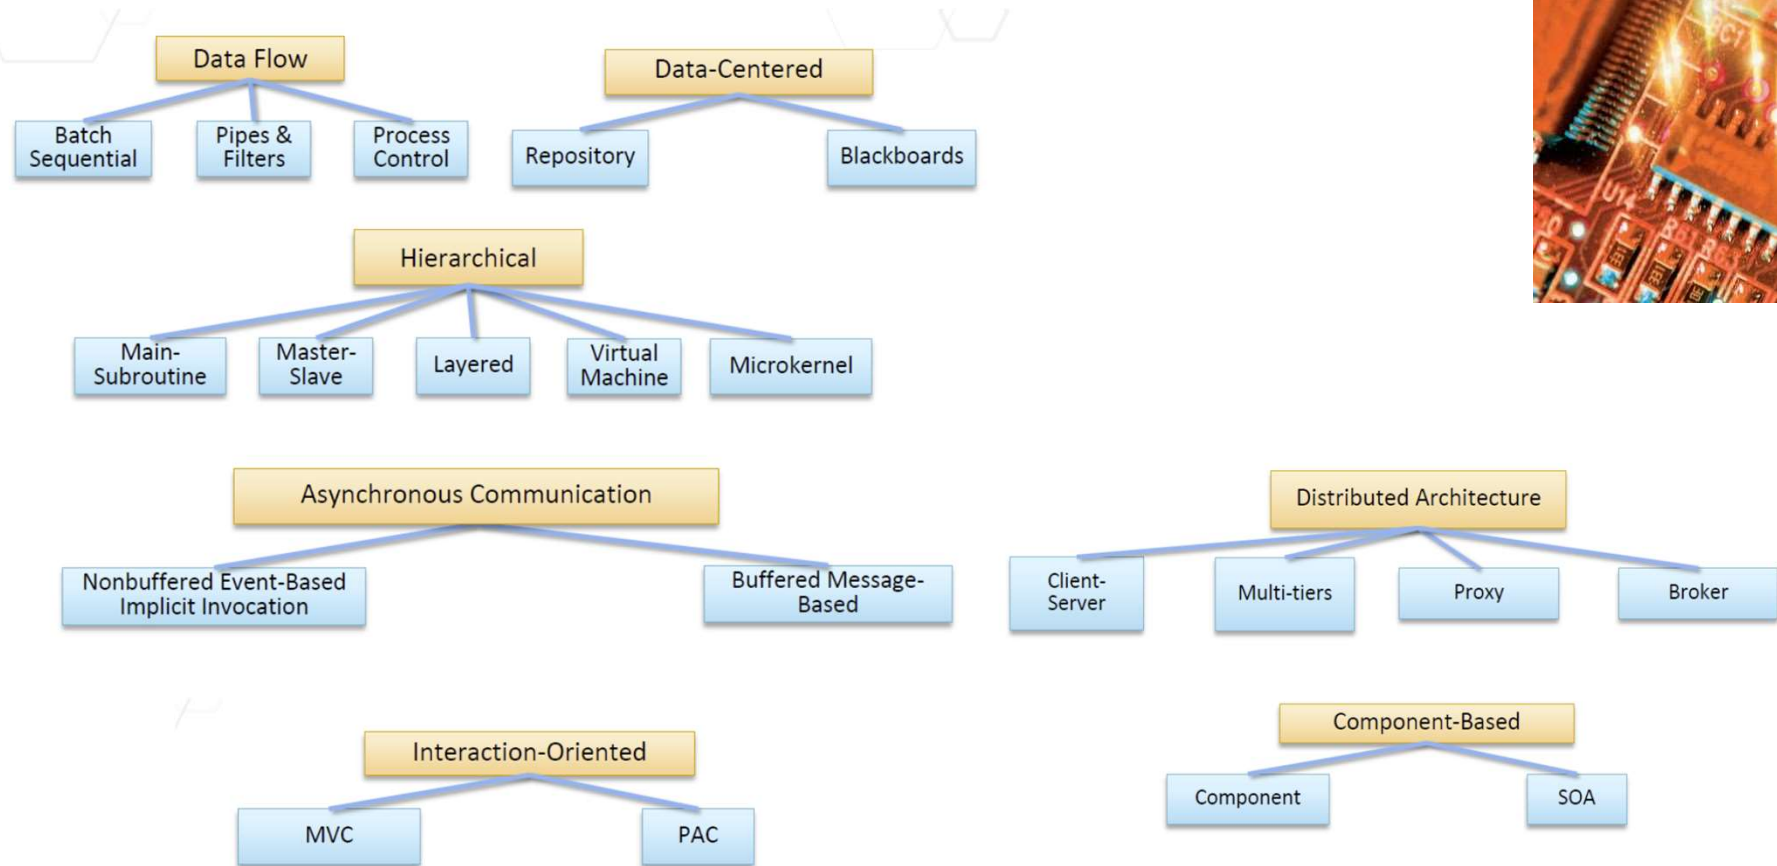 Data Flow
Batch
Sequential
Pipes &
Filters
Process
Control
Data-Centered
Repository
Blackboards
Hierarchical
Main-
Subroutine
Master-
Slave
Layered
Virtual
Machine
Microkernel
Asynchronous Communication
Nonbuffered Event-Based
Implicit Invocation
Buffered Message-
Based
Distributed Architecture
Client-
Server
Multi-tiers
Proxy
Broker
Interaction-Oriented
MVC
PAC
Component-Based
Component
SOA
U14